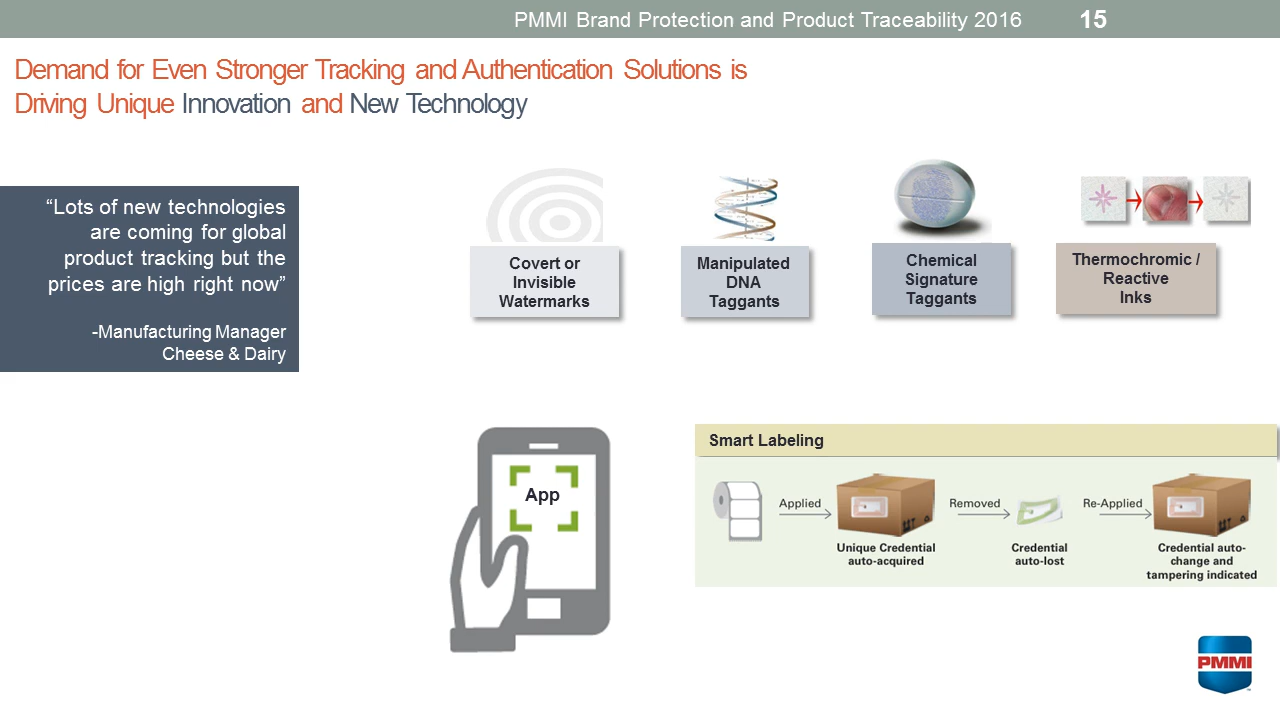 PMMI Brand Protection and Product Traceability 2016
15
Demand for Even Stronger Tracking and Authentication Solutions is
Driving Unique Innovation and New Technology
“Lots of new technologies
are coming for global
product tracking but the
prices are high right now”
-Manufacturing Manager
Cheese & Dairy
Covert or
Invisible
Watermarks
Manipulated
DNA
Taggants
Chemical
Signature
Taggants
Thermochromic /
Reactive
Inks
App
Smart Labeling
Applied
Removed
Re-Applied
Unique Credential
auto-acquired
Credential
auto-lost
Credential auto-
change and
tampering indicated
PMMI